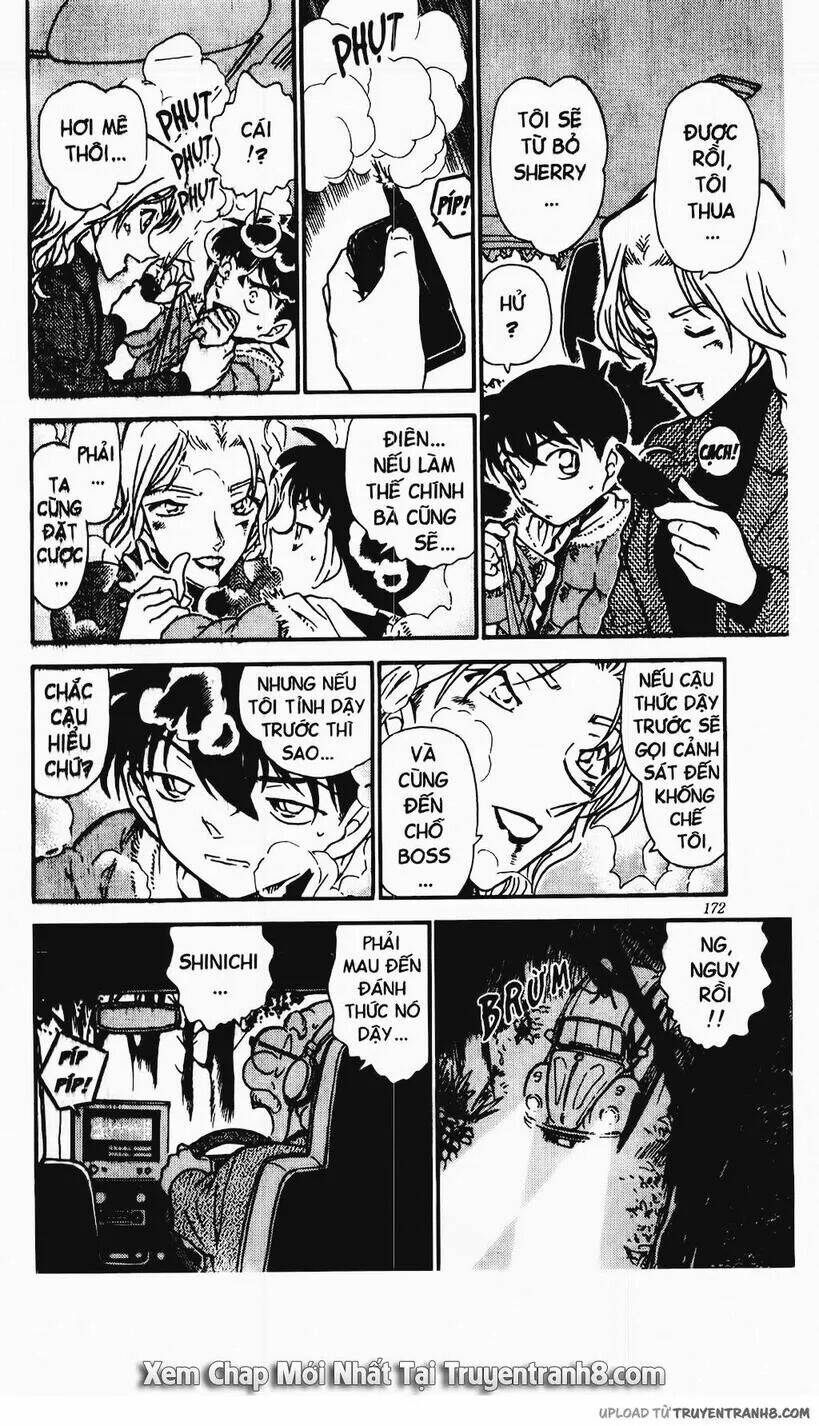 ĐƯỢC
RỒI,
TÔI
THUA
...
TÔI SẼ
TỪ BỎ
SHERRY
...
HỬ
?
CẠCH!
PHỤT
PÍP!
CÁI
!?
PHỤT
PHỤT
PHỤT
HƠI MÊ
THÔI...
ĐIÊN...
NẾU LÀM
THẾ CHÍNH
BÀ CŨNG
SẼ...
PHẢI
...
TA
CÙNG
ĐẶT
CƯỢC
...
NẾU CẬU
THỨC DẬY
TRƯỚC SẼ
GỌI CẢNH
SÁT ĐẾN
KHỐNG
CHẾ
TÔI,
VÀ
CÙNG
ĐẾN
CHỖ
BOSS
...
NHƯNG NẾU
TÔI TỈNH DẬY
TRƯỚC THÌ
SAO...
CHẮC
CẬU
HIỂU
CHỨ?
172
NG,
NGUY
RỒI
!!
BRỪM
PHẢI
MAU ĐẾN
ĐÁNH
THỨC NÓ
DẬY...
SHINICHI
...
PÍP
PÍP!
Xem Chap Mới Nhất Tại Truyentranh8.com
UPLOAD TỪ TRUYENTRANH8.COM